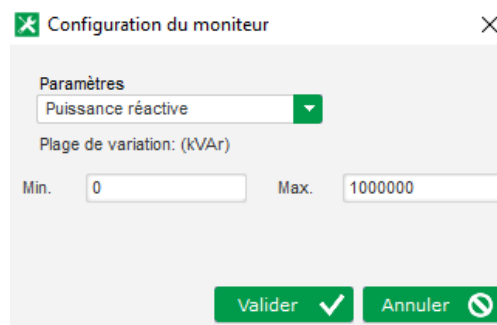 Configuration du moniteur
Paramètres
Puissance réactive
Plage de variation: (kVAr)
Min. 0 Max. 1000000
Valider Annuler